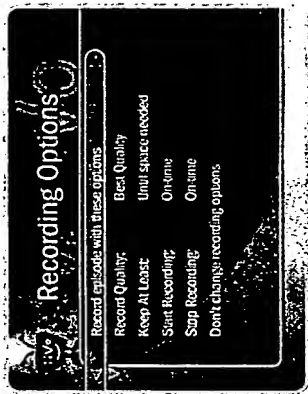 Recording Options
Record episode with these options
Record Quality: Best Quality
Keep At Least: Until space needed
Start Recording: On-time
Stop Recording: On-time
Don't change recording options